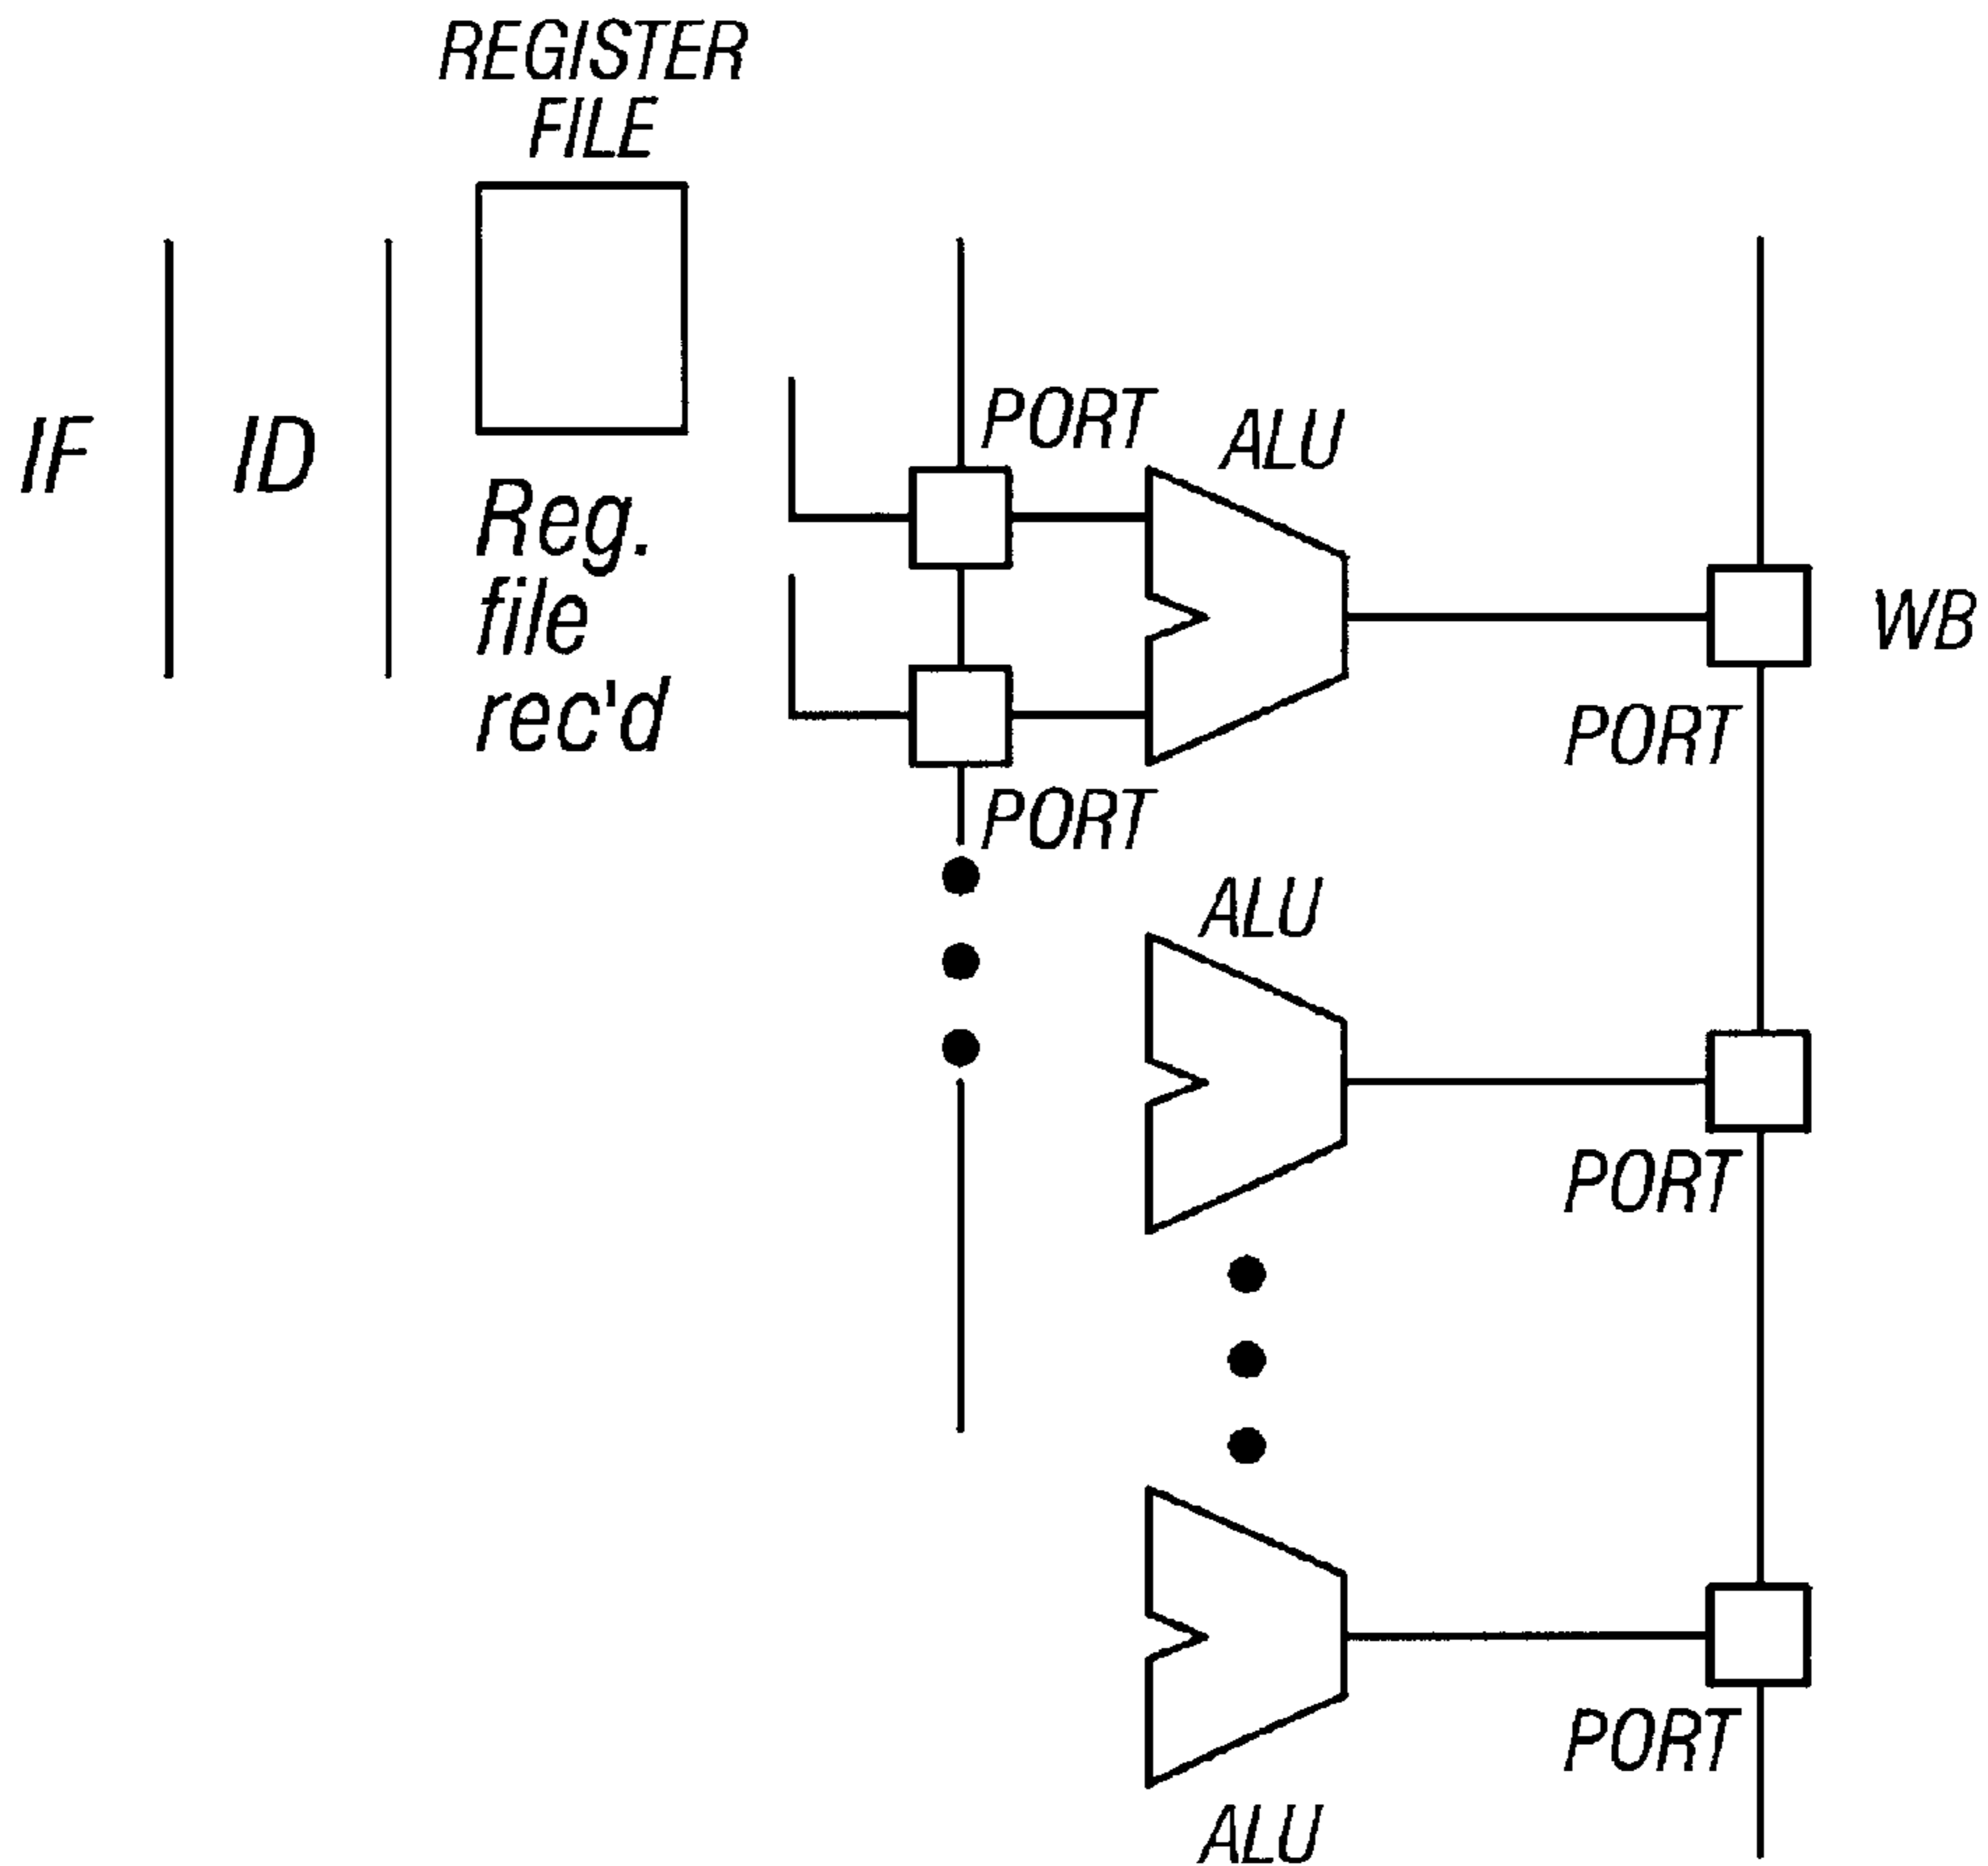 REGISTER
FILE
IF
ID
Reg.
file
rec'd
PORT
ALU
PORT
WB
PORT
ALU
PORT
PORT
ALU